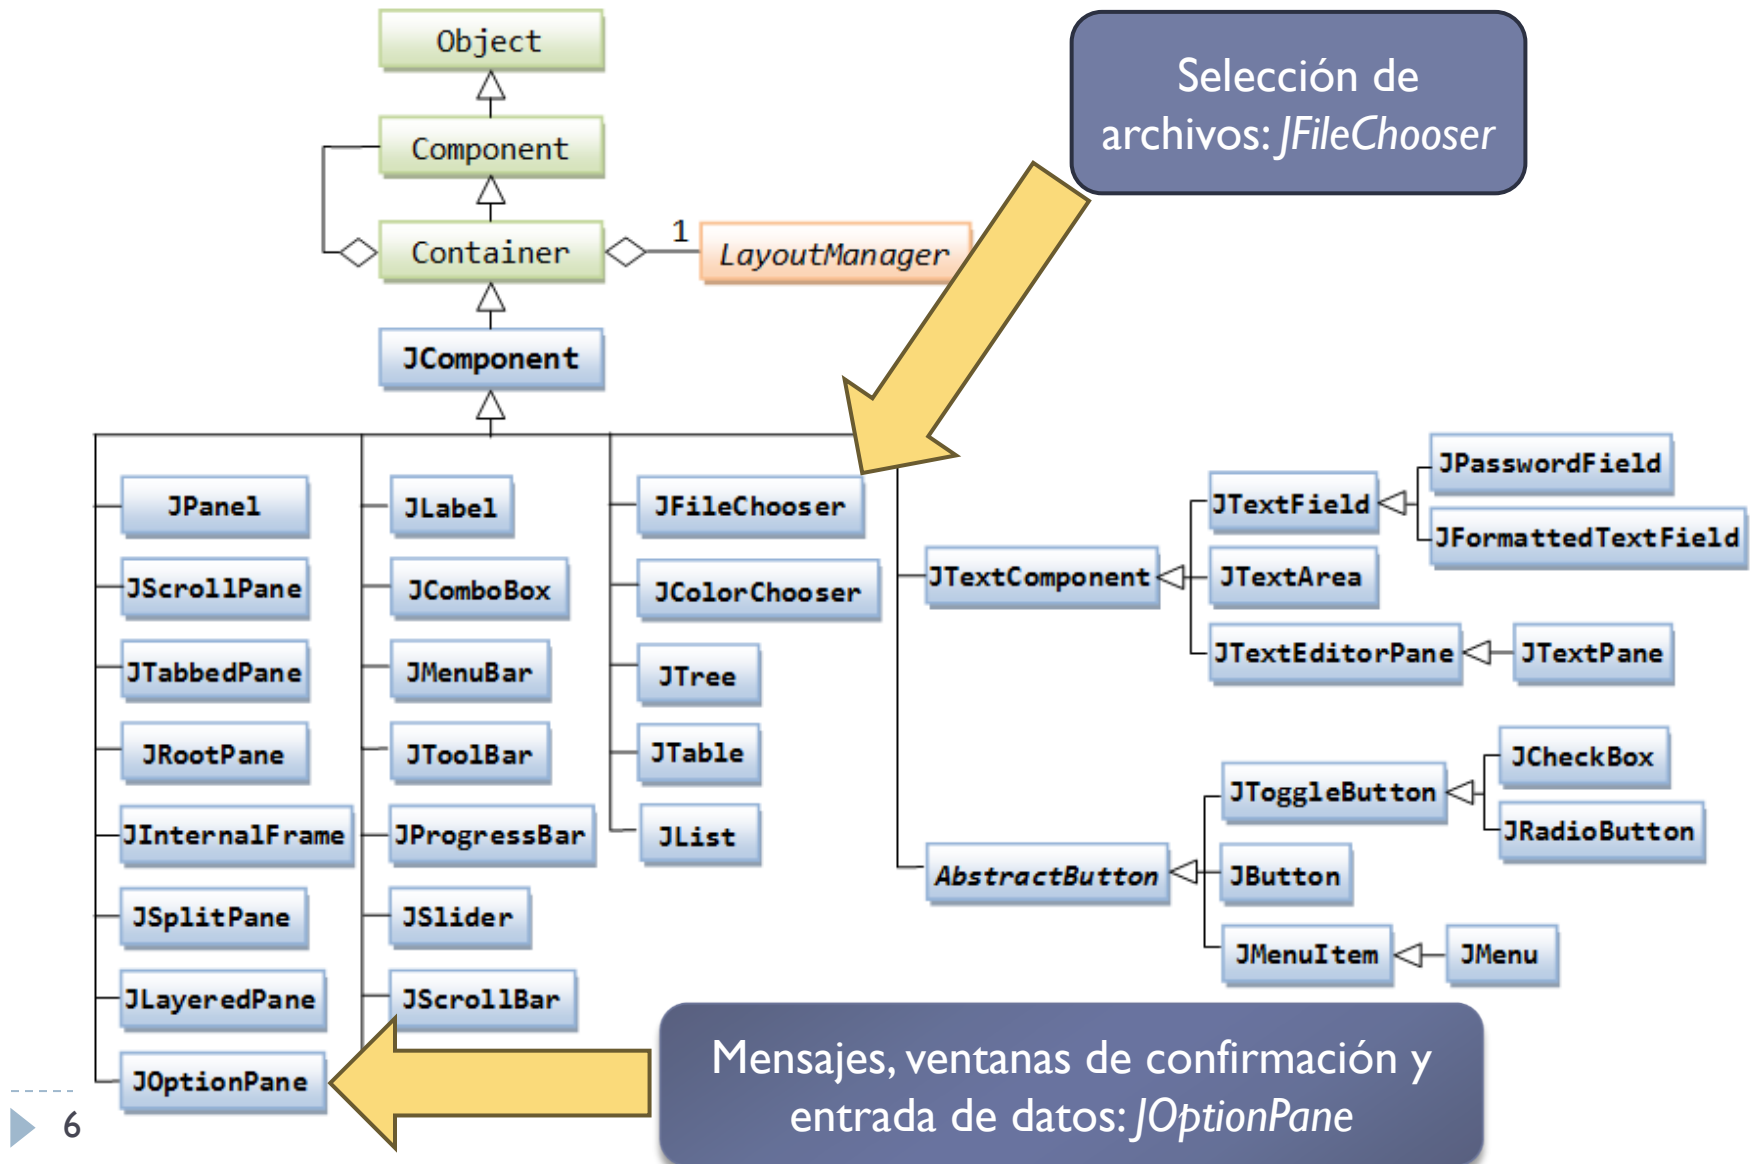 Object
Selección de
archivos: JFileChooser
Component
Container
1
LayoutManager
JComponent
JPanel
JScrollPane
JTabbedPane
JRootPane
JInternalFrame
JSplitPane
JLayeredPane
JOptionPane
JLabel
JComboBox
JMenuBar
JToolBar
JProgressBar
JSlider
JScrollBar
JFileChooser
JColorChooser
JTree
JTable
JList
JTextComponent
JTextField
JPasswordField
JFormattedTextField
JTextArea
JTextEditorPane
JTextPane
AbstractButton
JToggleButton
JCheckBox
JRadioButton
JButton
JMenuItem
JMenu
Mensajes, ventanas de confirmación y
entrada de datos: JOptionPane
6